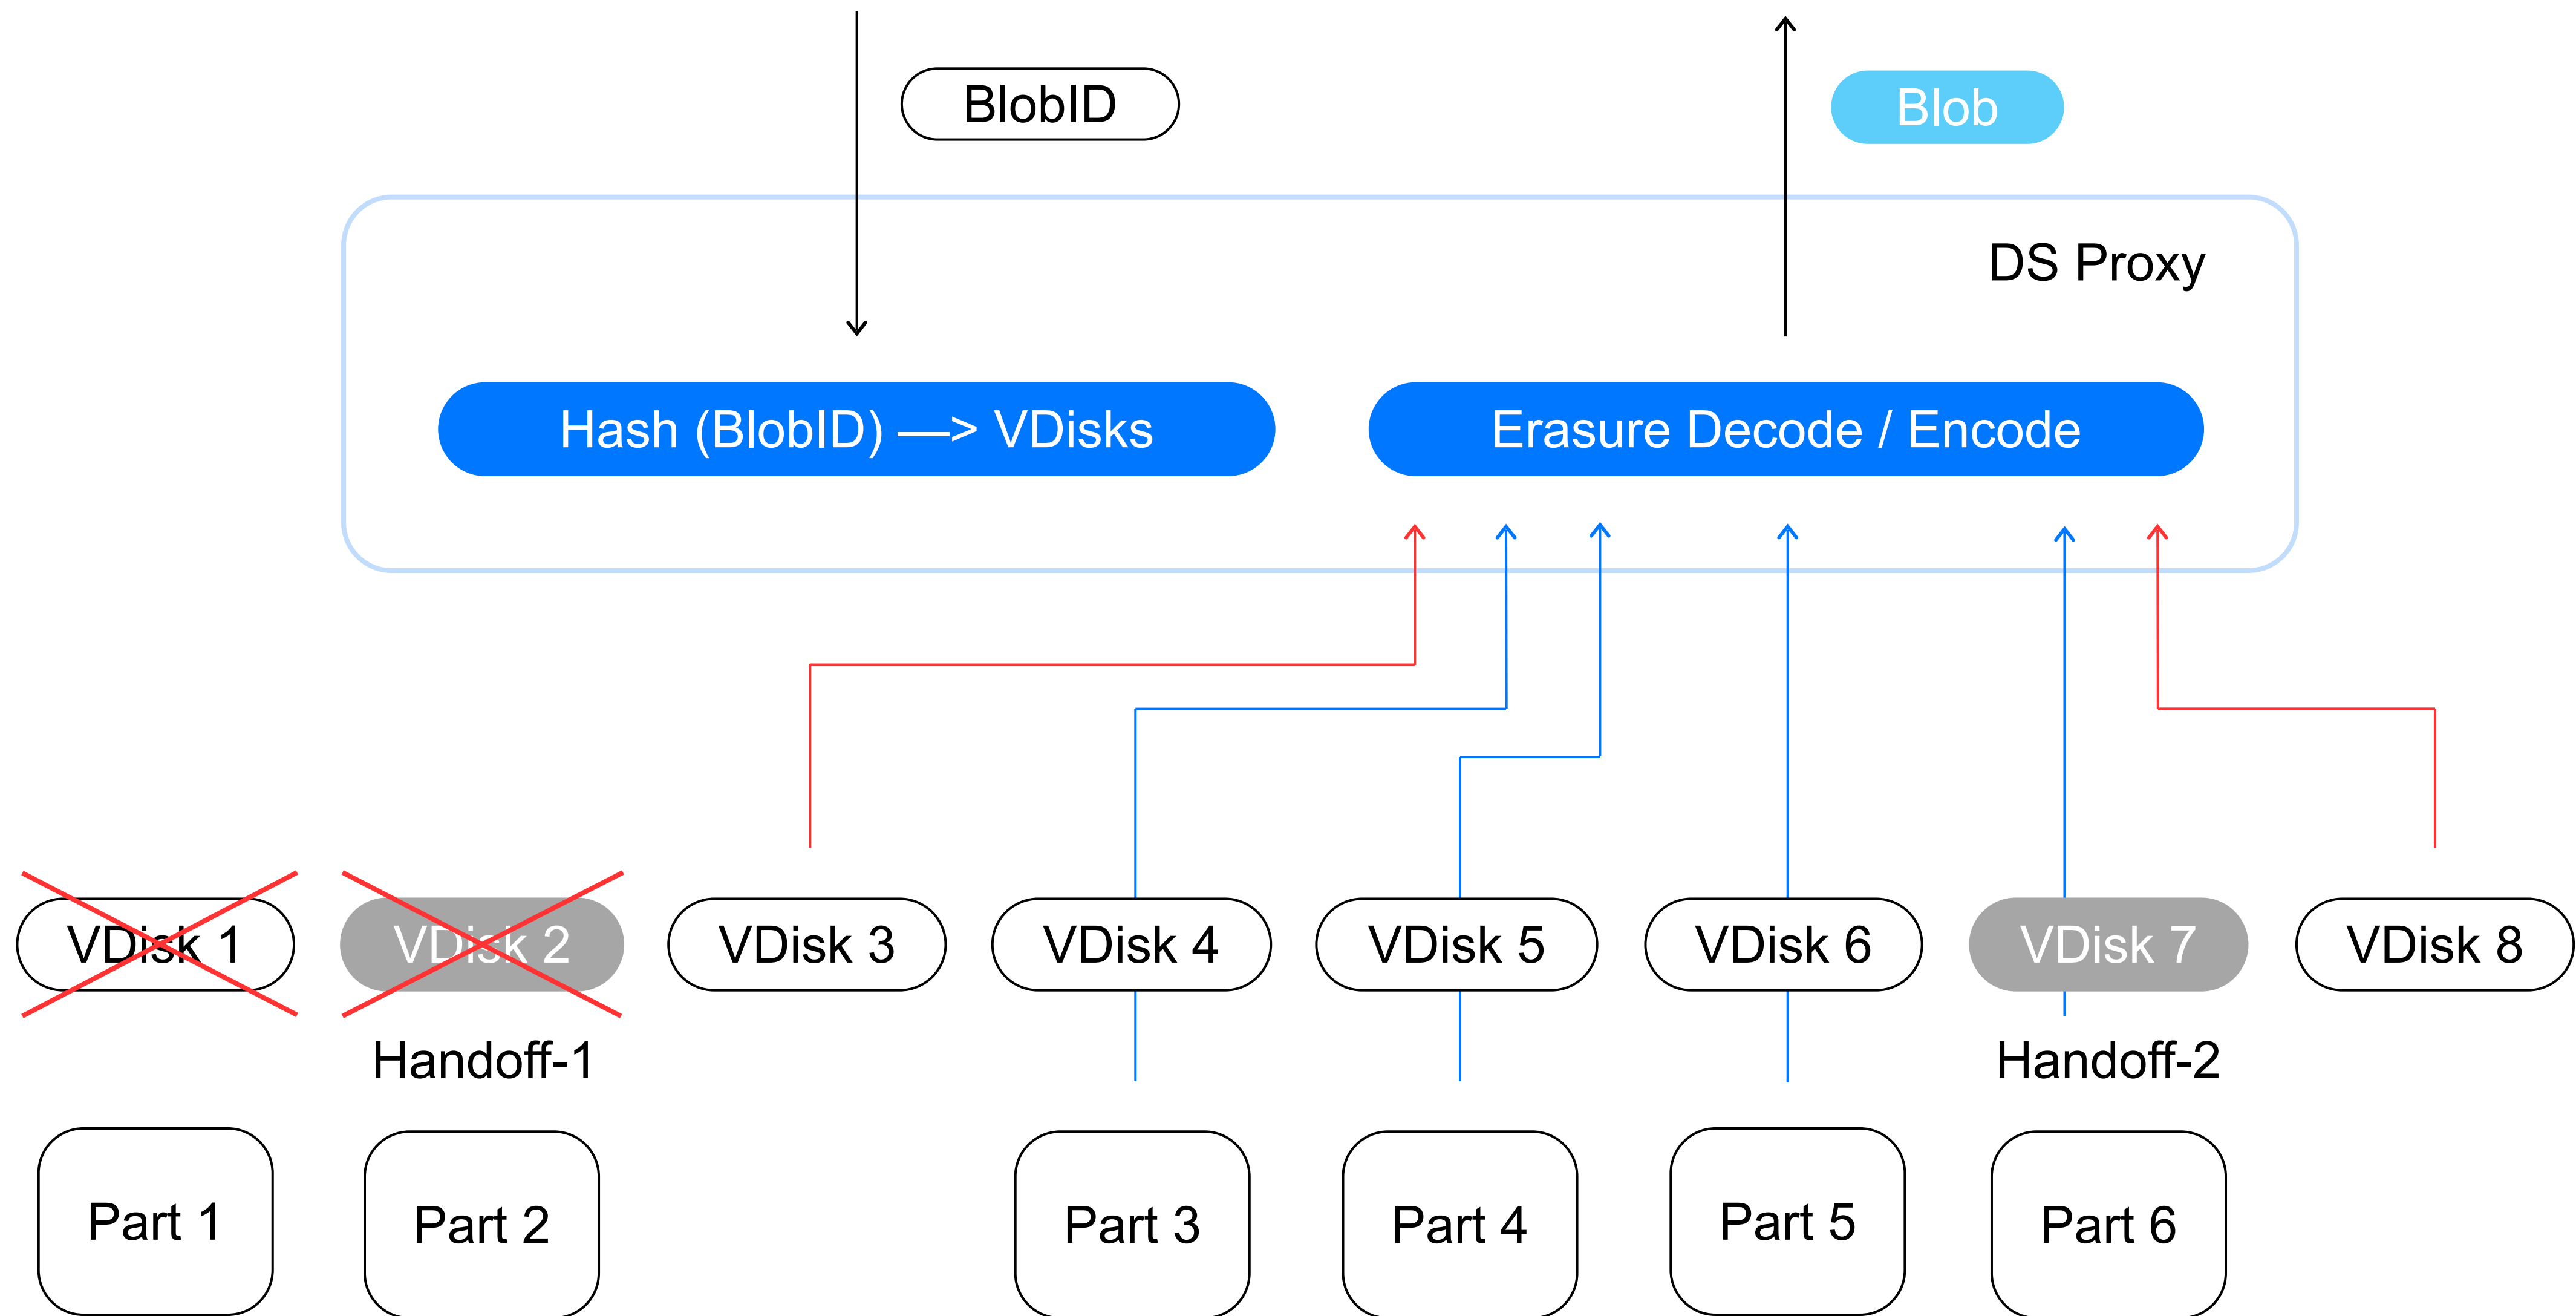 BlobID
Blob
DS Proxy
Hash (BlobID) —> VDisks
Erasure Decode / Encode
VDisk 1
VDisk 2
VDisk 3
VDisk 4
VDisk 5
VDisk 6
VDisk 7
VDisk 8
Handoff-1
Handoff-2
Part 1
Part 2
Part 3
Part 4
Part 5
Part 6